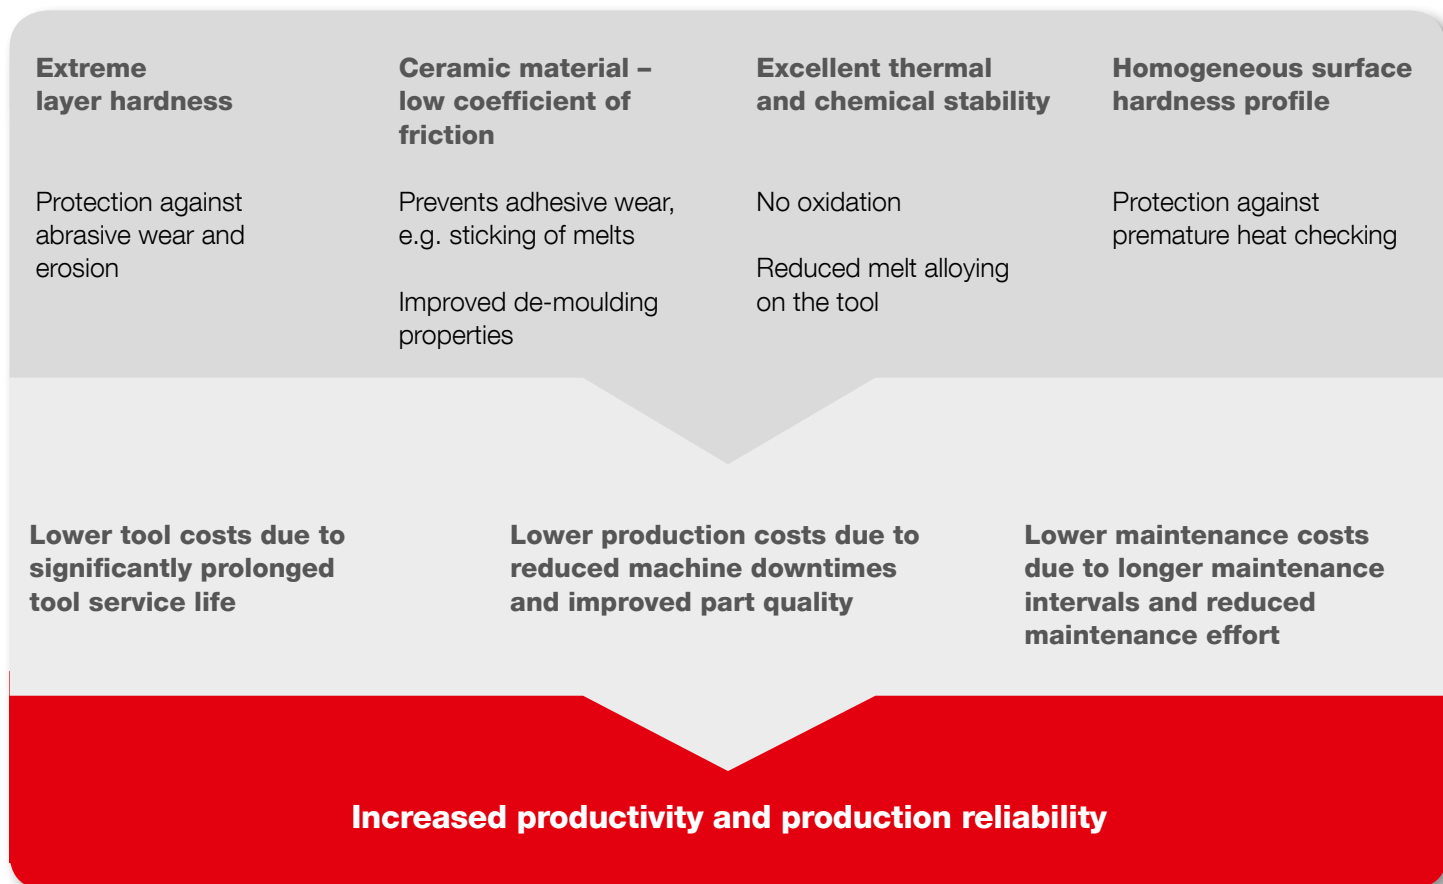 Extreme
layer hardness
Protection against
abrasive wear and
erosion
Ceramic material –
low coefficient of
friction
Prevents adhesive wear,
e.g. sticking of melts
Improved de-moulding
properties
Excellent thermal
and chemical stability
No oxidation
Reduced melt alloying
on the tool
Homogeneous surface
hardness profile
Protection against
premature heat checking
Lower tool costs due to
significantly prolonged
tool service life
Lower production costs due to
reduced machine downtimes
and improved part quality
Lower maintenance costs
due to longer maintenance
intervals and reduced
maintenance effort
Increased productivity and production reliability